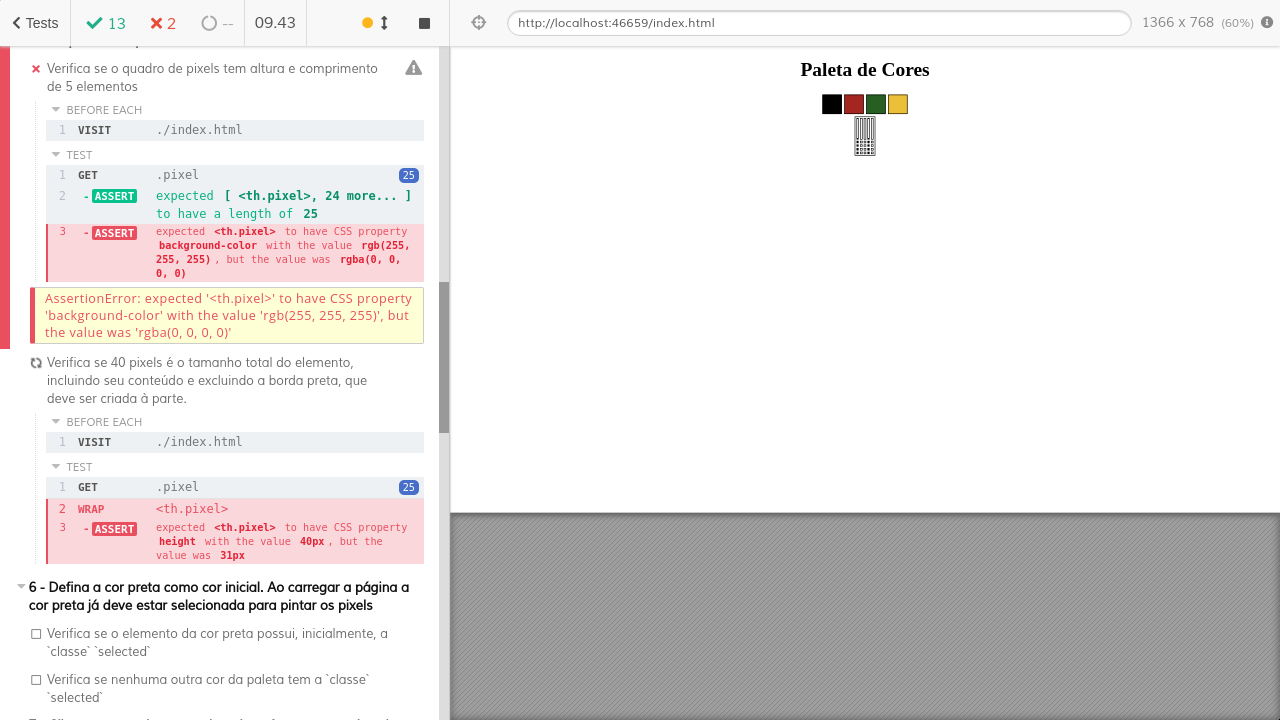 Tests
13
2
--
09.43
http://localhost:46659/index.html
1366 x 768 (60%)
Verifica se o quadro de pixels tem altura e comprimento
de 5 elementos
BEFORE EACH
1 VISIT ./index.html
TEST
1 GET .pixel 25
2 - ASSERT expected [ <th.pixel>, 24 more... ]
to have a length of 25
3 - ASSERT expected <th.pixel> to have CSS property
background-color with the value rgb(255,
255, 255), but the value was rgba(0, 0,
0, 0)
AssertionError: expected '<th.pixel>' to have CSS property
'background-color' with the value 'rgb(255, 255, 255)', but
the value was 'rgba(0, 0, 0, 0)'
Verifica se 40 pixels é o tamanho total do elemento,
incluindo seu conteúdo e excluindo a borda preta, que
deve ser criada à parte.
BEFORE EACH
1 VISIT ./index.html
TEST
1 GET .pixel 25
2 WRAP <th.pixel>
3 - ASSERT expected <th.pixel> to have CSS property
height with the value 40px, but the
value was 31px
6 - Defina a cor preta como cor inicial. Ao carregar a página a
cor preta já deve estar selecionada para pintar os pixels
Verifica se o elemento da cor preta possui, inicialmente, a
`classe` `selected`
Verifica se nenhuma outra cor da paleta tem a `classe`
`selected`
Paleta de Cores